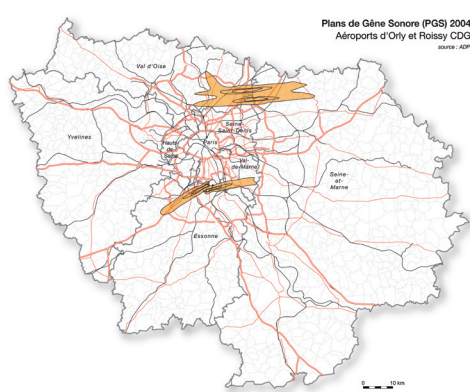 Plans de Gêne Sonore (PGS) 2004
Aéroports d'Orly et Roissy CDG
source : ADP
Val d'Oise
Yvelines
Hauts
de
Seine
Paris
Seine-
Saint-Denis
Val-
de-Marne
Seine-
et-
Marne
Essonne
0 10 km